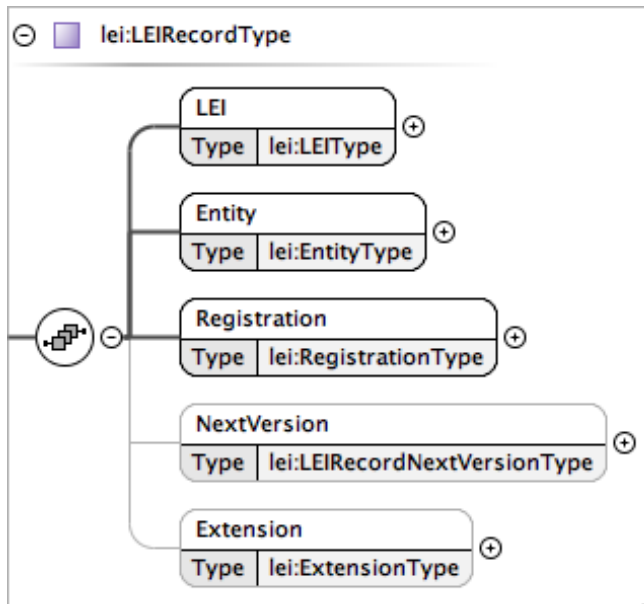 lei:LEIRecordType
LEI
Type lei:LEIType
Entity
Type lei:EntityType
Registration
Type lei:RegistrationType
NextVersion
Type lei:LEIRecordNextVersionType
Extension
Type lei:ExtensionType